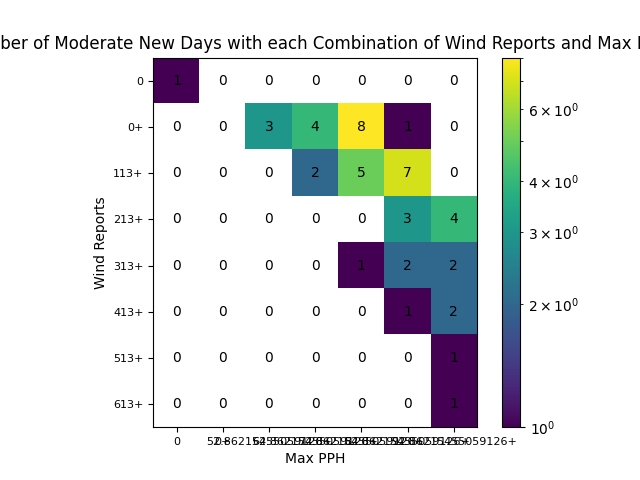 ber of Moderate New Days with each Combination of Wind Reports and Max
0 1 0 0 0 0 0 0
0+ 0 0 3 4 8 1 0
113+ 0 0 0 2 5 7 0
213+ 0 0 0 0 0 3 4
313+ 0 0 0 0 1 2 2
413+ 0 0 0 0 0 1 2
513+ 0 0 0 0 0 0 1
613+ 0 0 0 0 0 0 1
0
Max PPH
Wind Reports
6 × 10⁰
4 × 10⁰
3 × 10⁰
2 × 10⁰
10⁰